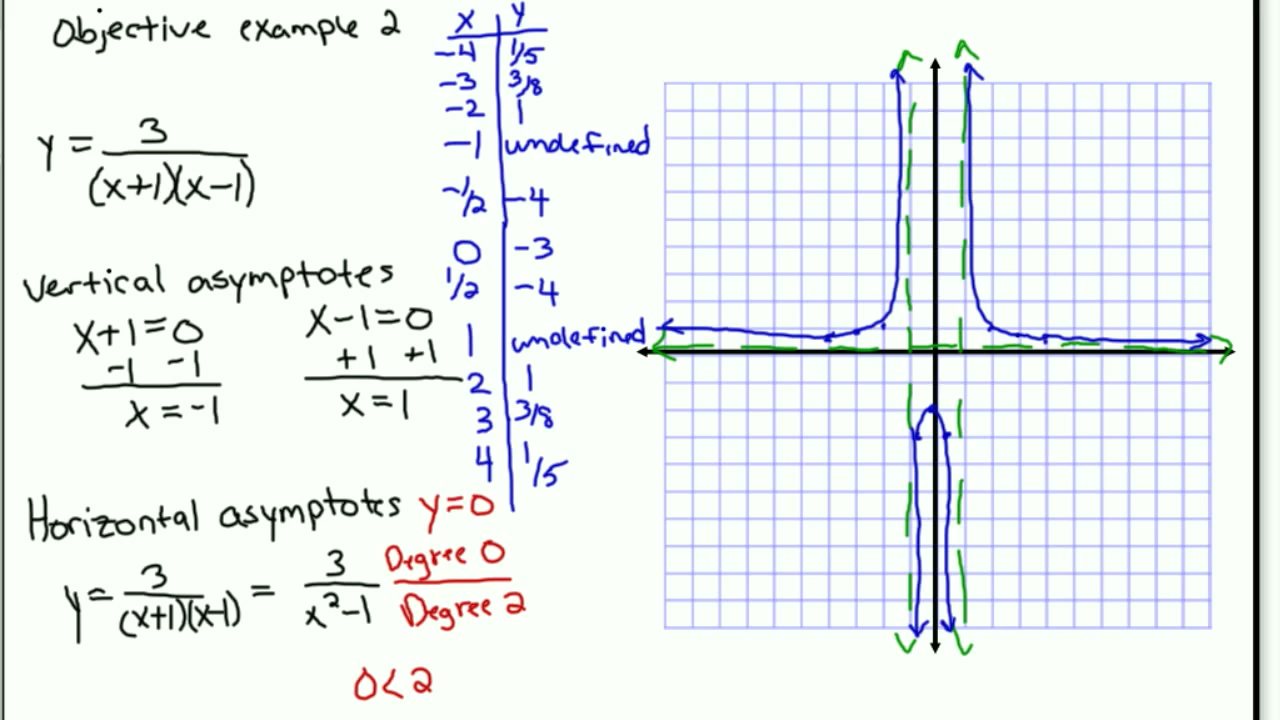 Objective example 2
y = 3/((x+1)(x-1))
Vertical asymptotes
x+1=0
-1 -1
x = -1
x-1=0
+1 +1
x=1
Horizontal asymptotes y=0
y = 3/((x+1)(x-1)) = 3/(x²-1) Degree 0/Degree 2
0<2
x | y
-4 | 1/5
-3 | 3/8
-2 | 1
-1 | undefined
-1/2 | -4
0 | -3
1/2 | -4
1 | undefined
2 | 1
3 | 3/8
4 | 1/5